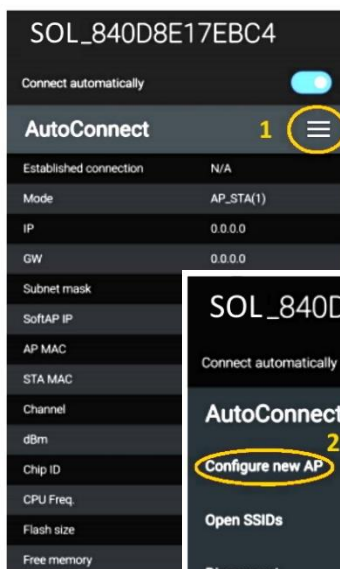 SOL_840D8E17EBC4
Connect automatically
AutoConnect 1
Established connection N/A
Mode AP_STA(1)
IP 0.0.0.0
GW 0.0.0.0
Subnet mask
SoftAP IP
AP MAC
STA MAC
Channel
dBm
Chip ID
CPU Freq.
Flash size
Free memory
SOL_840D
Connect automatically
AutoConnect
2
Configure new AP
Open SSIDs